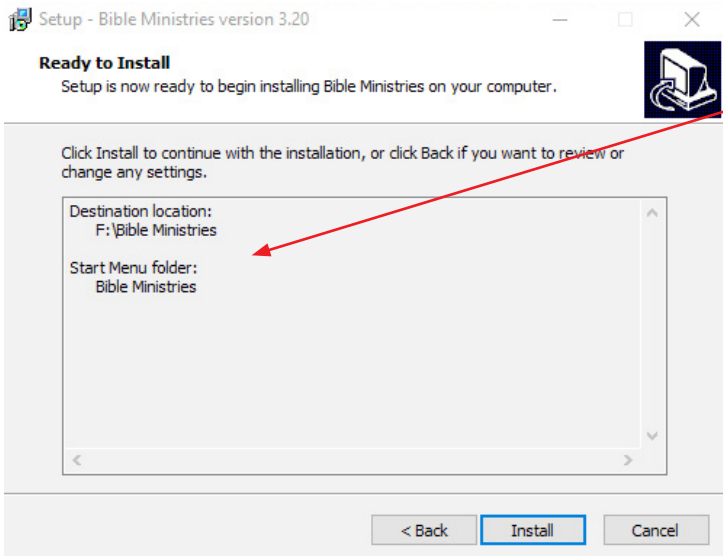 Setup - Bible Ministries version 3.20
Ready to Install
Setup is now ready to begin installing Bible Ministries on your computer.
Click Install to continue with the installation, or click Back if you want to review or
change any settings.
Destination location:
F:\Bible Ministries
Start Menu folder:
Bible Ministries
< Back Install Cancel